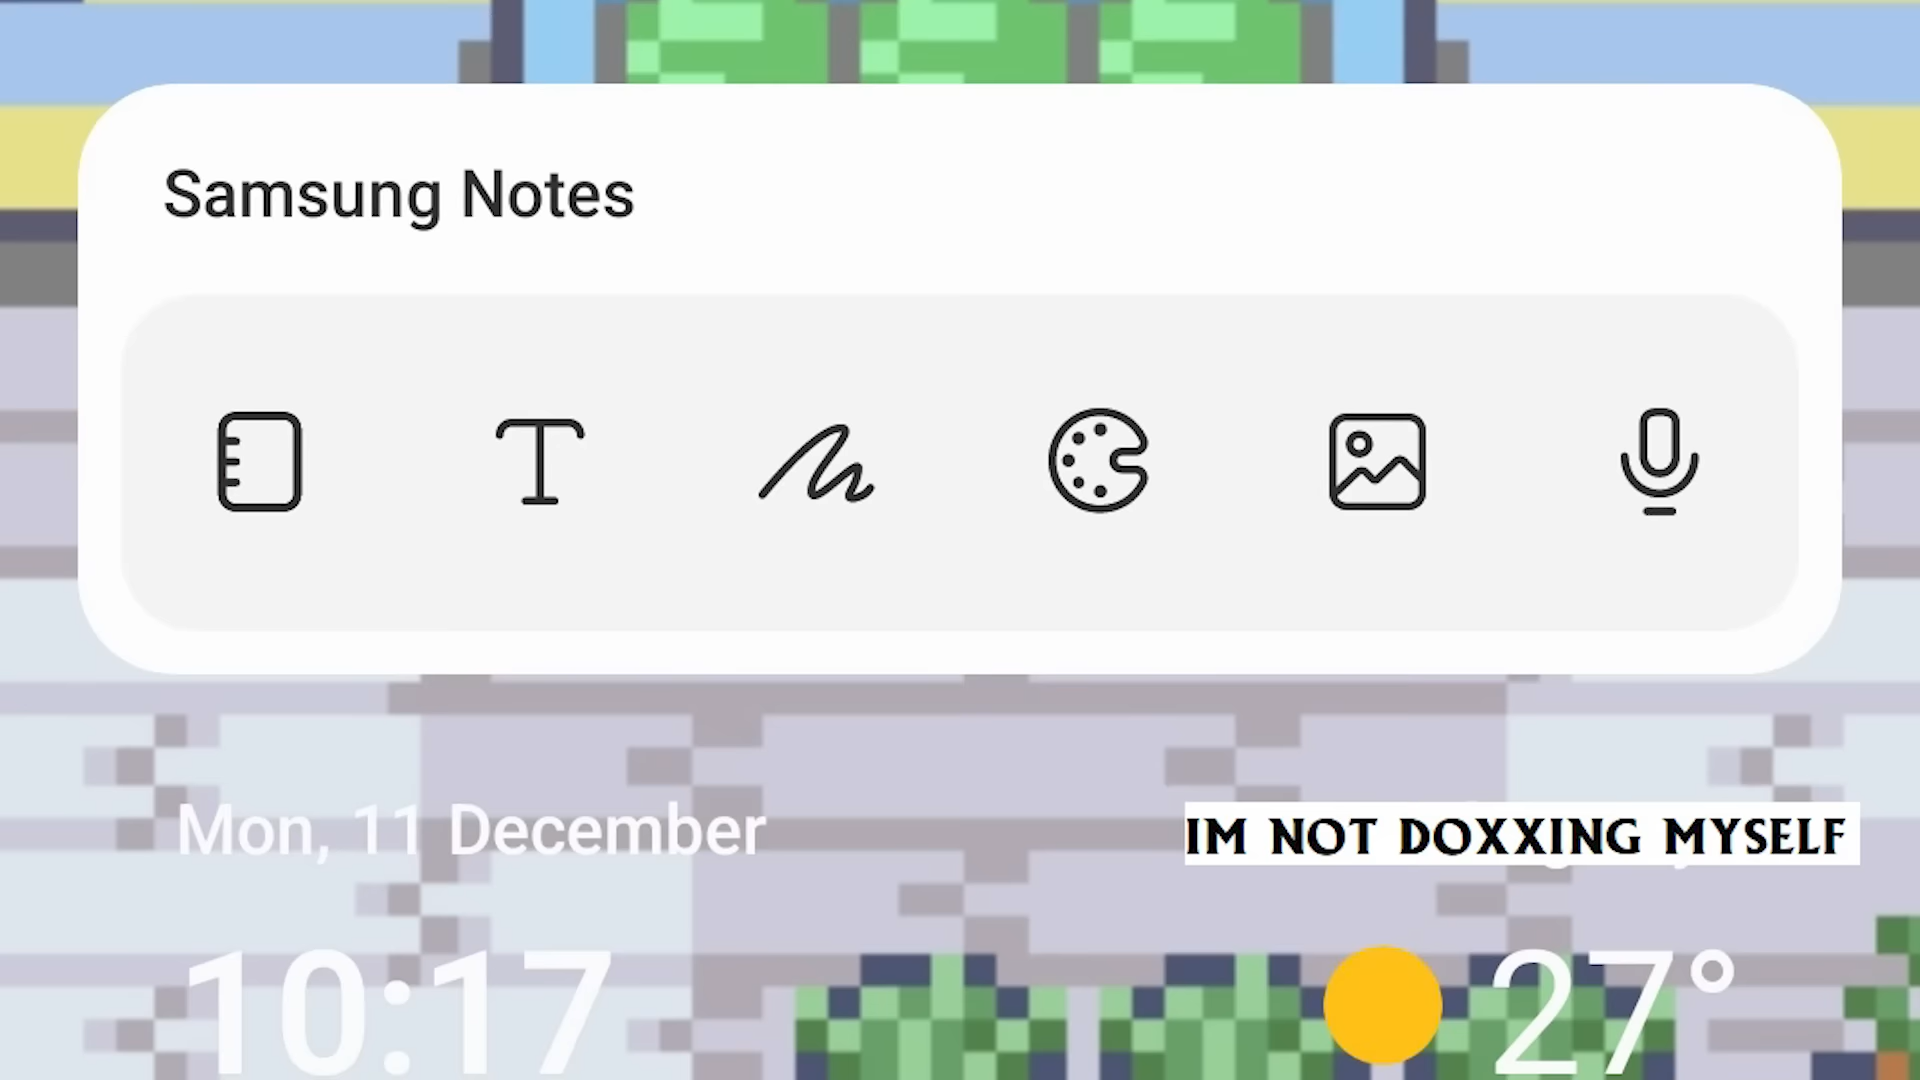 Samsung Notes
Mon, 11 December
IM NOT DOXXING MYSELF
10:17
27°